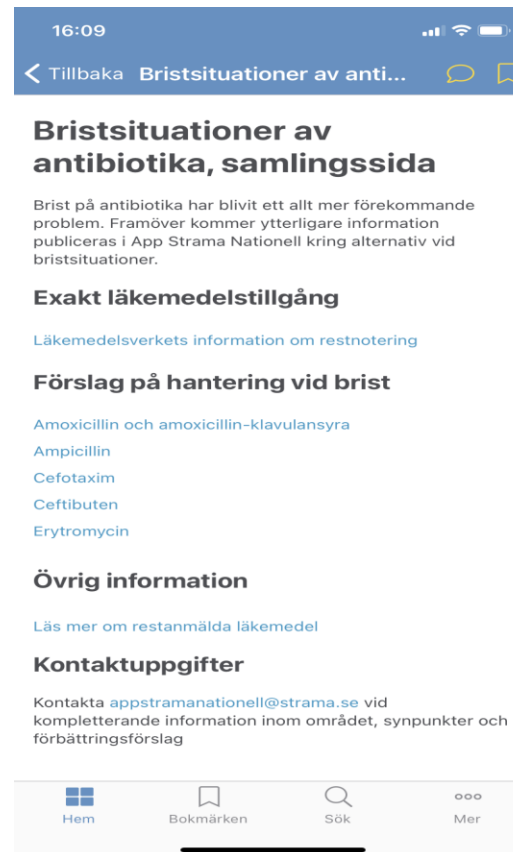 16:09
Tillbaka Bristsituationer av anti...
Bristsituationer av
antibiotika, samlingssida
Brist på antibiotika har blivit ett allt mer förekommande
problem. Framöver kommer ytterligare information
publiceras i App Strama Nationell kring alternativ vid
bristsituationer.
Exakt läkemedelstillgång
Läkemedelsverkets information om restnotering
Förslag på hantering vid brist
Amoxicillin och amoxicillin-klavulansyra
Ampicillin
Cefotaxim
Ceftibuten
Erytromycin
Övrig information
Läs mer om restanmälda läkemedel
Kontaktuppgifter
Kontakta appstramanationell@strama.se vid
kompletterande information inom området, synpunkter och
förbättringsförslag
Hem Bokmärken Sök Mer